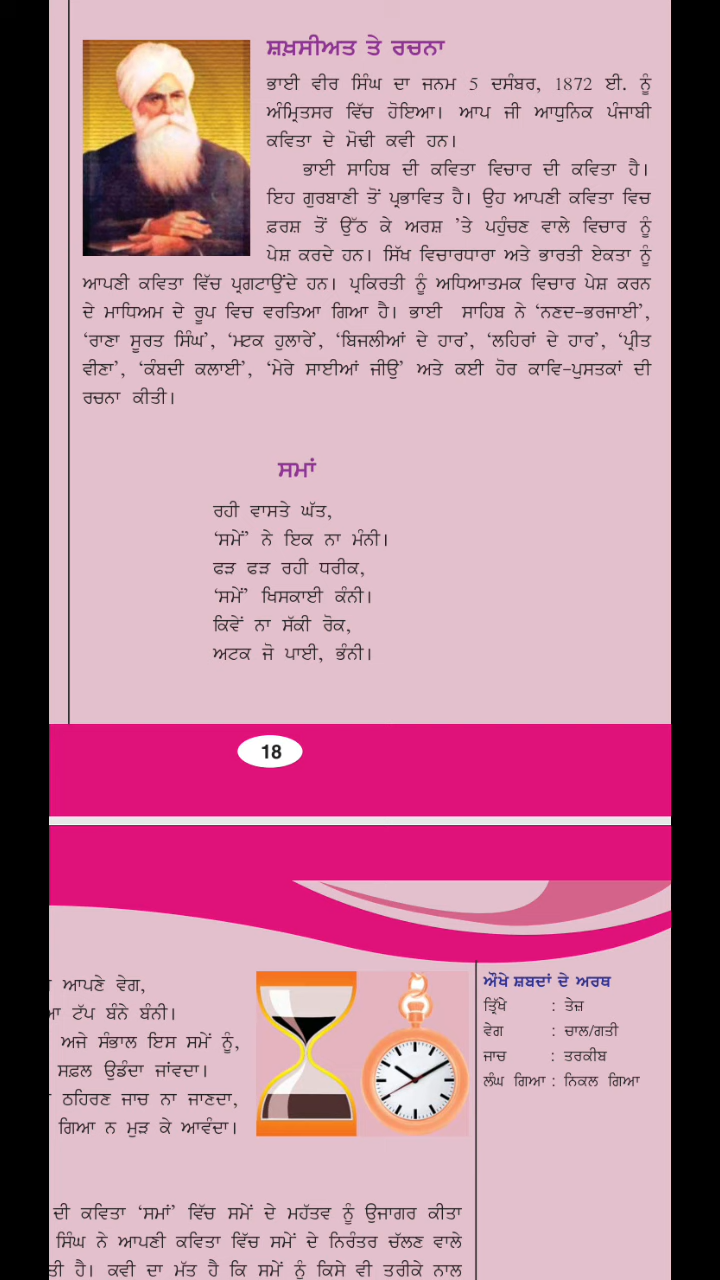 ਸ਼ਖ਼ਸੀਅਤ ਤੇ ਰਚਨਾ
ਭਾਈ ਵੀਰ ਸਿੰਘ ਦਾ ਜਨਮ 5 ਦਸੰਬਰ, 1872 ਈ. ਨੂੰ
ਅੰਮ੍ਰਿਤਸਰ ਵਿੱਚ ਹੋਇਆ। ਆਪ ਜੀ ਆਧੁਨਿਕ ਪੰਜਾਬੀ
ਕਵਿਤਾ ਦੇ ਮੋਢੀ ਕਵੀ ਹਨ।
ਭਾਈ ਸਾਹਿਬ ਦੀ ਕਵਿਤਾ ਵਿਚਾਰ ਦੀ ਕਵਿਤਾ ਹੈ।
ਇਹ ਗੁਰਬਾਣੀ ਤੋਂ ਪ੍ਰਭਾਵਿਤ ਹੈ। ਉਹ ਆਪਣੀ ਕਵਿਤਾ ਵਿਚ
ਫ਼ਰਸ਼ ਤੋਂ ਉੱਠ ਕੇ ਅਰਸ਼ ’ਤੇ ਪਹੁੰਚਣ ਵਾਲੇ ਵਿਚਾਰ ਨੂੰ
ਪੇਸ਼ ਕਰਦੇ ਹਨ। ਸਿੱਖ ਵਿਚਾਰਧਾਰਾ ਅਤੇ ਭਾਰਤੀ ਏਕਤਾ ਨੂੰ
ਆਪਣੀ ਕਵਿਤਾ ਵਿੱਚ ਪ੍ਰਗਟਾਉਂਦੇ ਹਨ। ਪ੍ਰਕਿਰਤੀ ਨੂੰ ਅਧਿਆਤਮਕ ਵਿਚਾਰ ਪੇਸ਼ ਕਰਨ
ਦੇ ਮਾਧਿਅਮ ਦੇ ਰੂਪ ਵਿਚ ਵਰਤਿਆ ਗਿਆ ਹੈ। ਭਾਈ ਸਾਹਿਬ ਨੇ ‘ਨਣਦ-ਭਰਜਾਈ’,
‘ਰਾਣਾ ਸੂਰਤ ਸਿੰਘ’, ‘ਮਟਕ ਹੁਲਾਰੇ’, ‘ਬਿਜਲੀਆਂ ਦੇ ਹਾਰ’, ‘ਲਹਿਰਾਂ ਦੇ ਹਾਰ’, ‘ਪ੍ਰੀਤ
ਵੀਣਾ’, ‘ਕੰਬਦੀ ਕਲਾਈ’, ‘ਮੇਰੇ ਸਾਈਆਂ ਜੀਉ’ ਅਤੇ ਕਈ ਹੋਰ ਕਾਵਿ-ਪੁਸਤਕਾਂ ਦੀ
ਰਚਨਾ ਕੀਤੀ।
ਸਮਾਂ
ਰਹੀ ਵਾਸਤੇ ਘੱਤ,
‘ਸਮੇਂ’ ਨੇ ਇਕ ਨਾ ਮੰਨੀ।
ਫੜ ਫੜ ਰਹੀ ਧਰੀਕ,
‘ਸਮੇਂ’ ਖਿਸਕਾਈ ਕੰਨੀ।
ਕਿਵੇਂ ਨਾ ਸੱਕੀ ਰੋਕ,
ਅਟਕ ਜੋ ਪਾਈ, ਭੰਨੀ।
18
ਆਪਣੇ ਵੇਗ,
ਟੱਪ ਬੰਨੇ ਬੰਨੀ।
ਅਜੇ ਸੰਭਾਲ ਇਸ ਸਮੇਂ ਨੂੰ,
ਸਫ਼ਲ ਉਡੰਦਾ ਜਾਂਵਦਾ।
ਠਹਿਰਣ ਜਾਚ ਨਾ ਜਾਣਦਾ,
ਗਿਆ ਨ ਮੁੜ ਕੇ ਆਵੰਦਾ।
ਔਖੇ ਸ਼ਬਦਾਂ ਦੇ ਅਰਥ
ਤ੍ਰਿੱਖੇ : ਤੇਜ਼
ਵੇਗ : ਚਾਲ/ਗਤੀ
ਜਾਚ : ਤਰਕੀਬ
ਲੰਘ ਗਿਆ : ਨਿਕਲ ਗਿਆ
ਦੀ ਕਵਿਤਾ ‘ਸਮਾਂ’ ਵਿੱਚ ਸਮੇਂ ਦੇ ਮਹੱਤਵ ਨੂੰ ਉਜਾਗਰ ਕੀਤਾ
ਸਿੰਘ ਨੇ ਆਪਣੀ ਕਵਿਤਾ ਵਿੱਚ ਸਮੇਂ ਦੇ ਨਿਰੰਤਰ ਚੱਲਣ ਵਾਲੇ
ਹੈ। ਕਵੀ ਦਾ ਮੱਤ ਹੈ ਕਿ ਸਮੇਂ ਨੂੰ ਕਿਸੇ ਵੀ ਤਰੀਕੇ ਨਾਲ